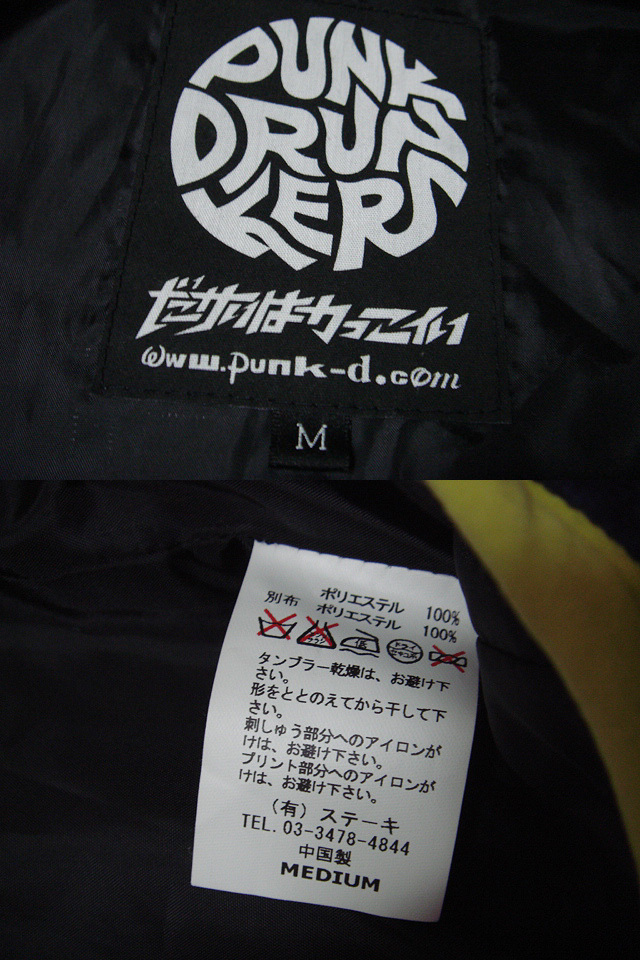 PUNK
DRUN
KERS
ださいはカっこイい
www.punk-d.com
M
ポリエステル 100%
別布 ポリエステル 100%
タンブラー乾燥は、お避け下
さい。
形をととのえてから干して下
さい。
刺しゅう部分へのアイロンが
けは、お避け下さい。
プリント部分へのアイロンが
けは、お避け下さい。
(有) ステーキ
TEL. 03-3478-4844
中国製
MEDIUM